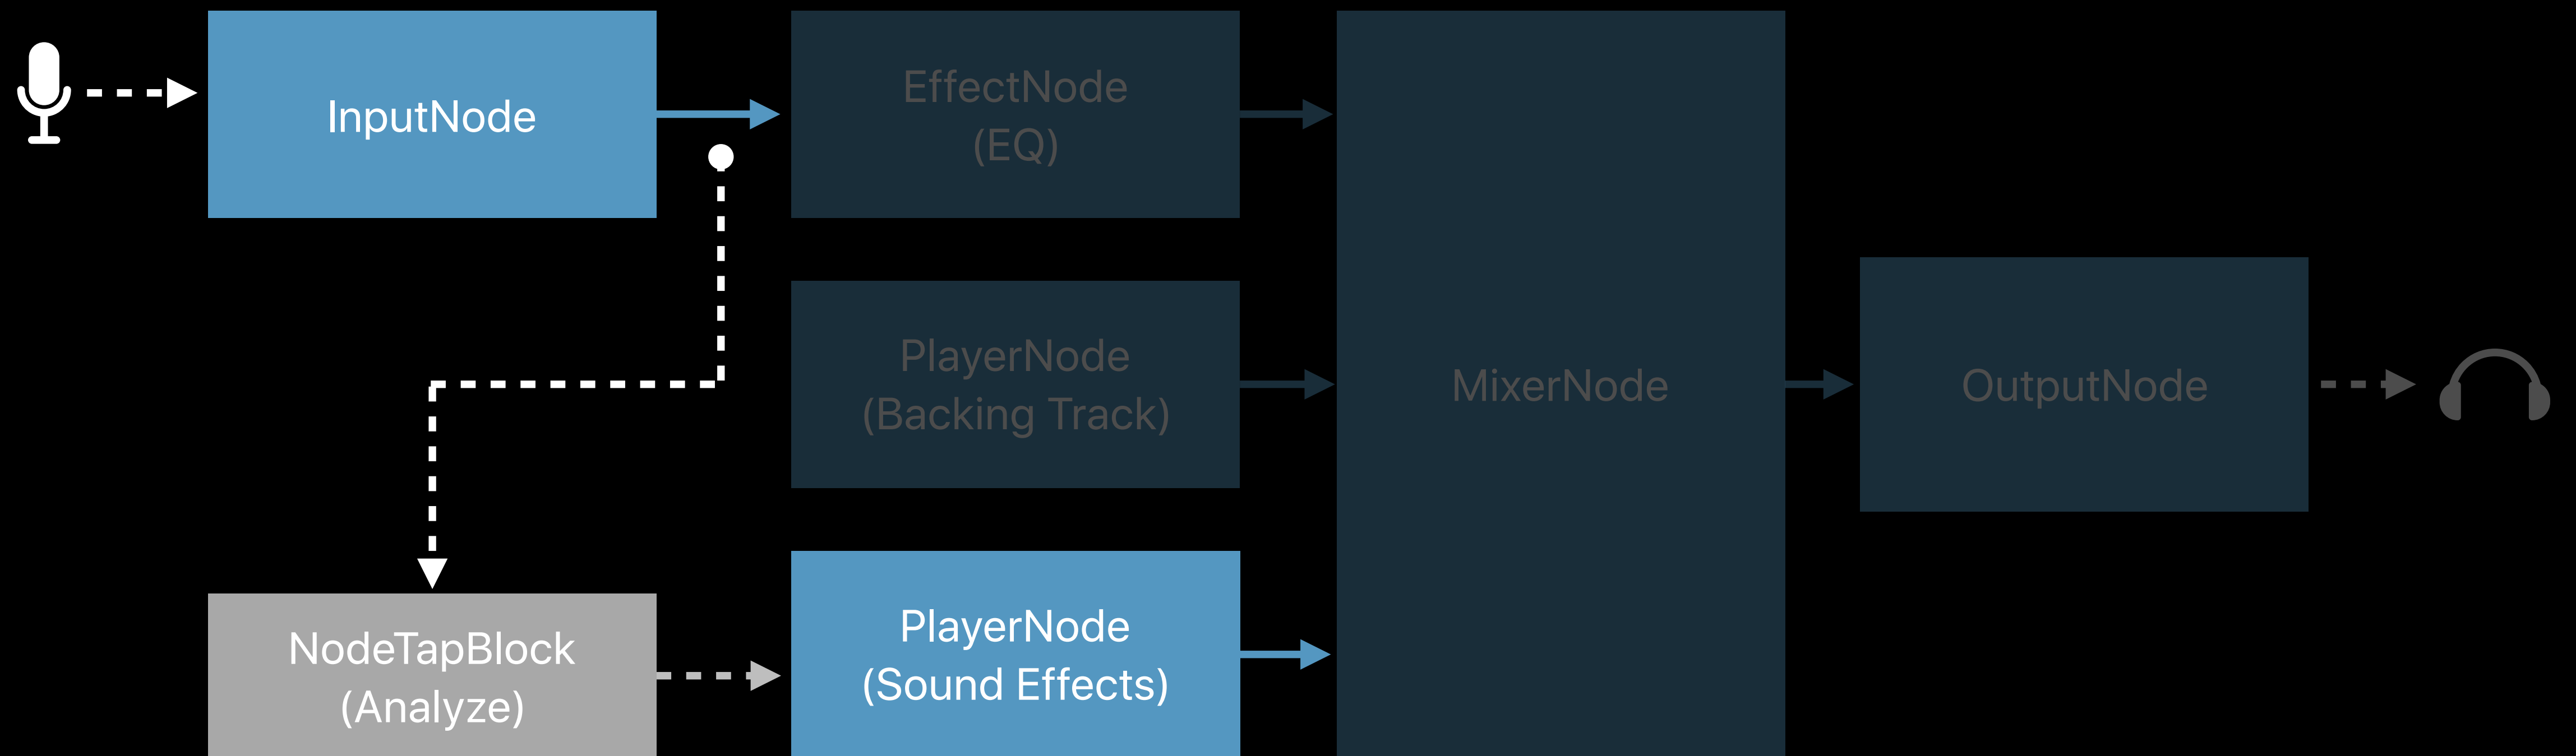 InputNode
EffectNode
(EQ)
PlayerNode
(Backing Track)
MixerNode
OutputNode
NodeTapBlock
(Analyze)
PlayerNode
(Sound Effects)